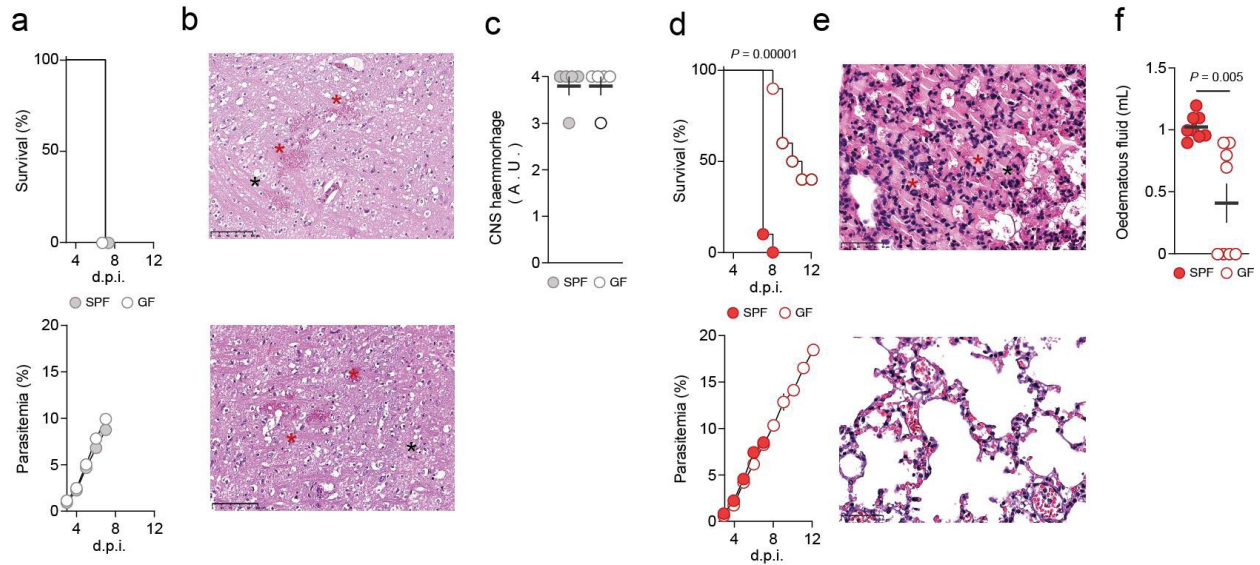 a
Survival (%)
100
50
0
4
8
12
d.p.i.
SPF
GF
Parasitemia (%)
20
15
10
5
0
4
8
12
d.p.i.
b
*
*
*
*
*
*
c
CNS haemmorhage
( A . U . )
4
3
2
1
0
SPF
GF
d
P = 0.00001
Survival (%)
100
50
0
4
8
12
d.p.i.
SPF
GF
Parasitemia (%)
20
15
10
5
0
4
8
12
d.p.i.
e
*
*
*
f
P = 0.005
Oedematous fluid (mL)
1.5
1
0.5
0
SPF
GF